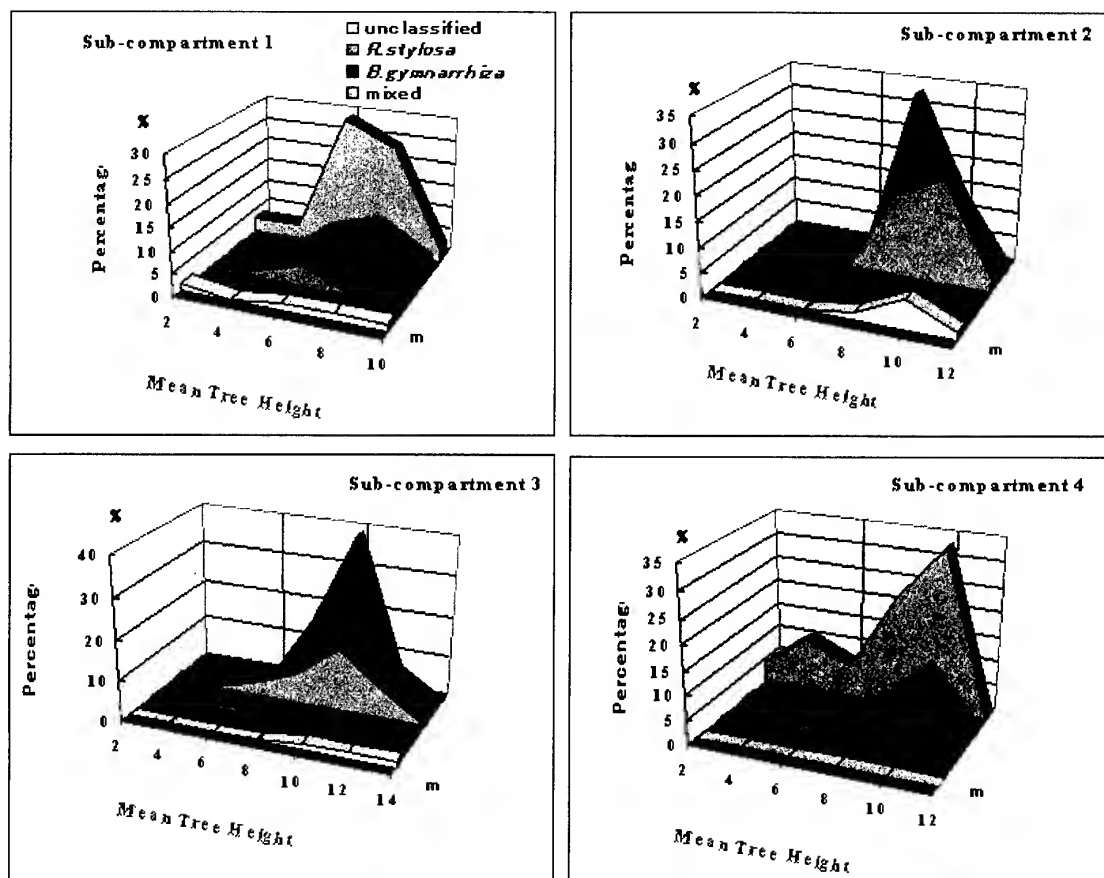 Sub-compartment 1
unclassified
R.stylosa
B.gymnarrhiza
mixed
%
30
25
20
15
10
5
0
Percentag
2 4 6 8 10
m
Mean Tree Height
Sub-compartment 2
%
35
30
25
20
15
10
5
0
Percentag
2 4 6 8 10 12
m
Mean Tree Height
Sub-compartment 3
%
40
30
20
10
0
Percentag
2 4 6 8 10 12 14
m
Mean Tree Height
Sub-compartment 4
%
35
30
25
20
15
10
5
0
Percentag
2 4 6 8 10 12
m
Mean Tree Height